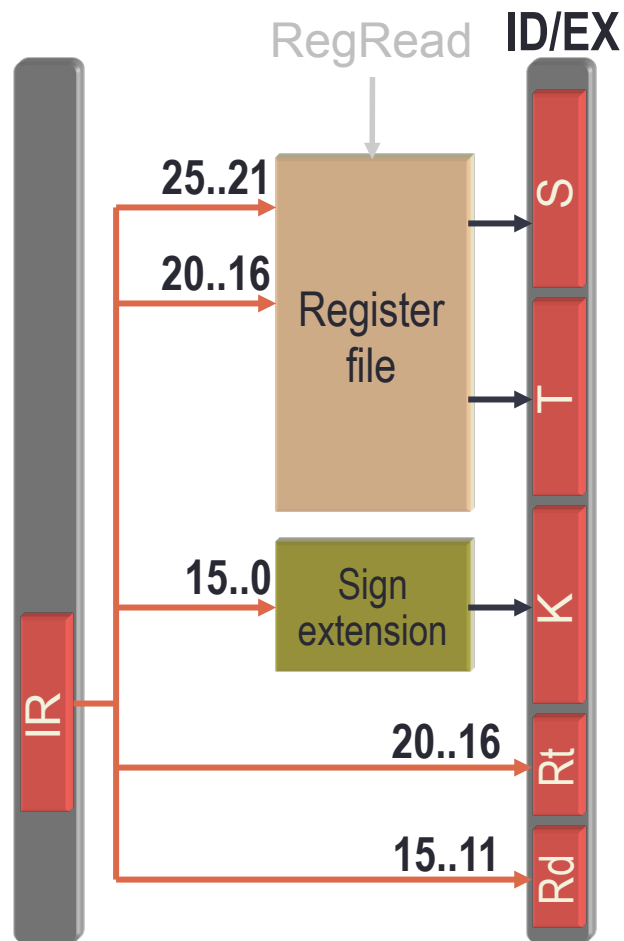 RegRead
ID/EX
25..21
20..16
Register
file
S
T
15..0
Sign
extension
K
IR
20..16
Rt
15..11
Rd